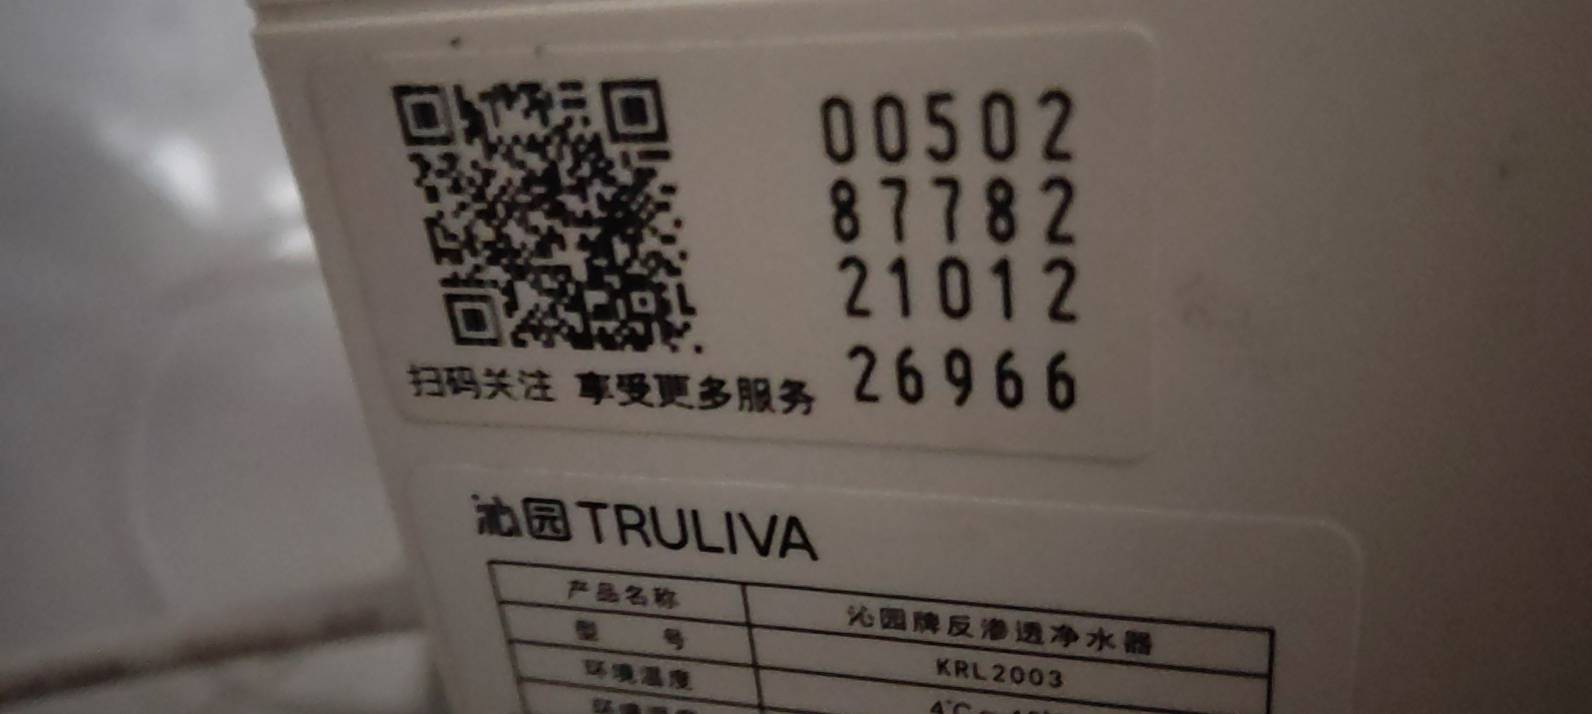 00502
87782
21012
26966
扫码关注 享受更多服务
沁园TRULIVA
产品名称 沁园牌反渗透净水器
型 号 KRL2003
环境温度 4℃~